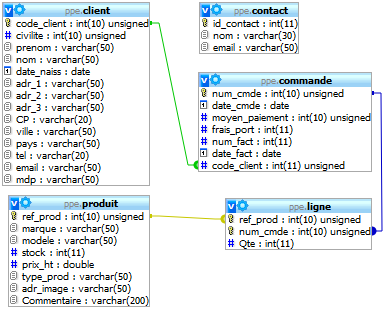 ppe.client
code_client : int(10) unsigned
# civilite : int(10) unsigned
prenom : varchar(50)
nom : varchar(50)
date_naiss : date
adr_1 : varchar(50)
adr_2 : varchar(50)
adr_3 : varchar(50)
CP : varchar(20)
ville : varchar(50)
pays : varchar(50)
tel : varchar(20)
email : varchar(50)
mdp : varchar(50)
ppe.contact
id_contact : int(11)
nom : varchar(30)
email : varchar(50)
ppe.commande
num_cmde : int(10) unsigned
date_cmde : date
# moyen_paiement : int(10) unsigned
# frais_port : int(11)
# num_fact : int(11)
date_fact : date
# code_client : int(11) unsigned
ppe.produit
ref_prod : int(10) unsigned
marque : varchar(50)
modele : varchar(50)
# stock : int(11)
# prix_ht : double
type_prod : varchar(50)
adr_image : varchar(50)
Commentaire : varchar(200)
ppe.ligne
ref_prod : int(10) unsigned
num_cmde : int(10) unsigned
# Qte : int(11)